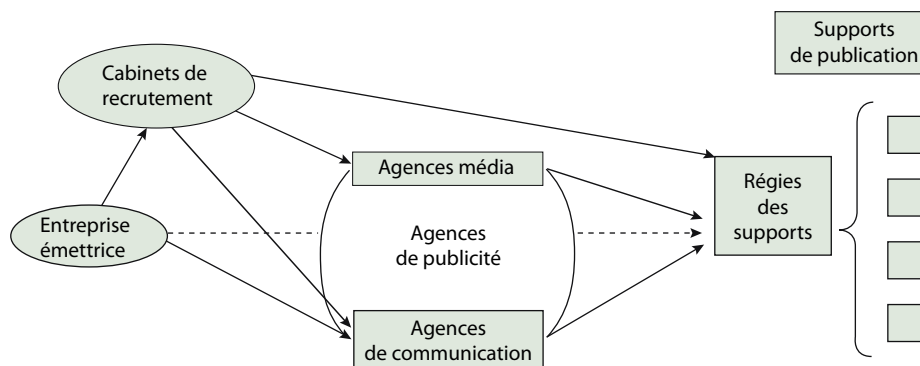 Supports
de publication
Cabinets de
recrutement
Agences média
Régies
des
supports
Entreprise
émettrice
Agences
de publicité
Agences
de communication